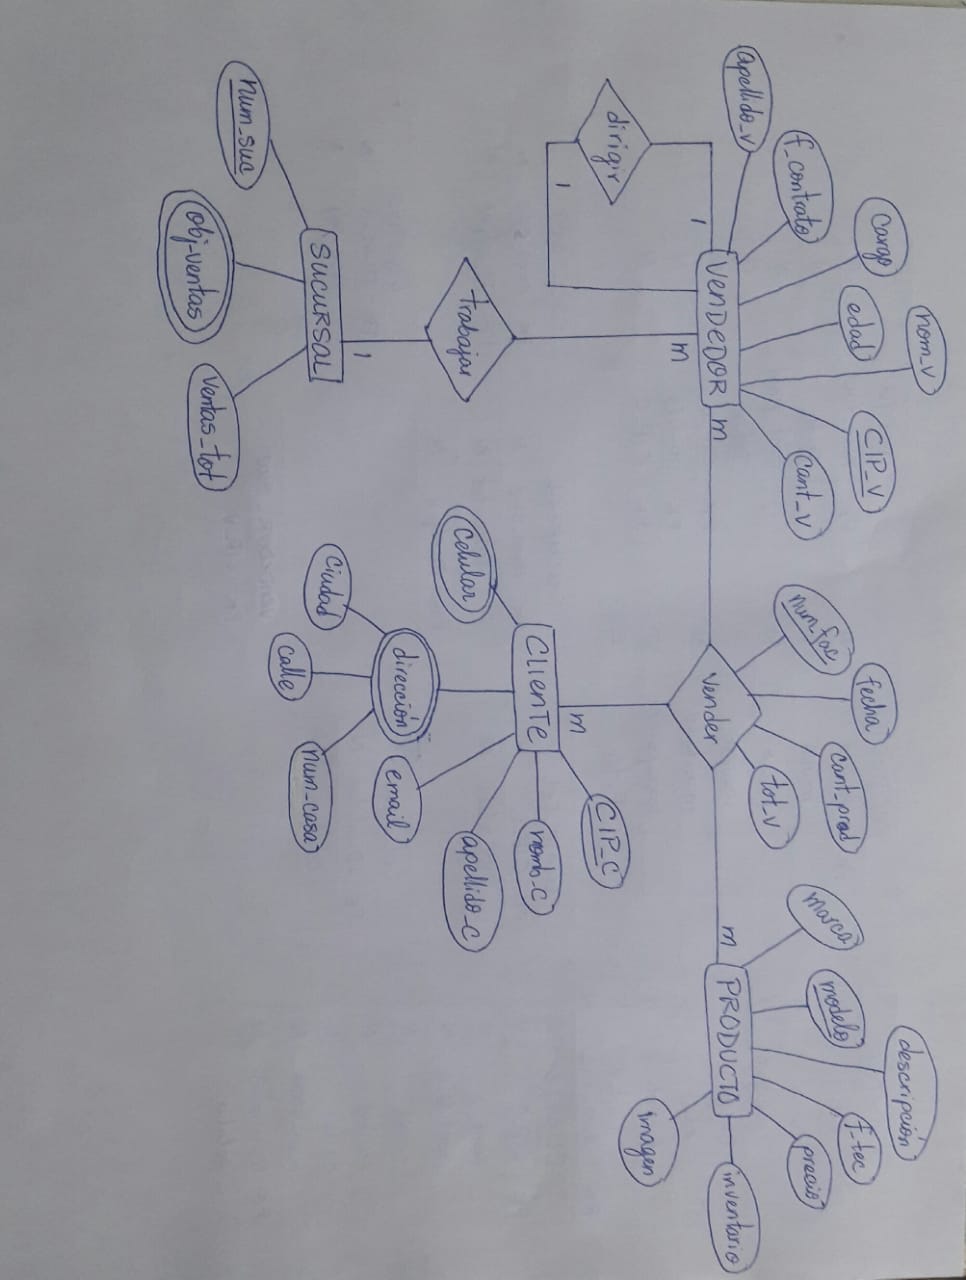 nom_v
cargo
CIP_v
edad
f_contrato
apellido_v
cant_v
VENDEDOR
1
dirigir
1
m
m
trabajar
1
SUCURSAL
num_suc
obj-ventas
Ventas_tot
num_fac
fecha
cant_prod
tot_v
Vender
m
CLIENTE
celular
dirección
ciudad
calle
num_casa
email
apellido_c
nomb_c
CIP_C
m
PRODUCTO
marca
modelo
descripción
f_tec
precio
inventario
imagen